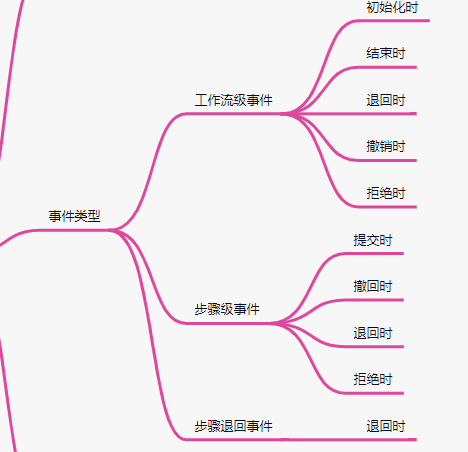 初始化时
结束时
工作流级事件
退回时
撤销时
拒绝时
事件类型
提交时
撤回时
步骤级事件
退回时
拒绝时
步骤退回事件
退回时